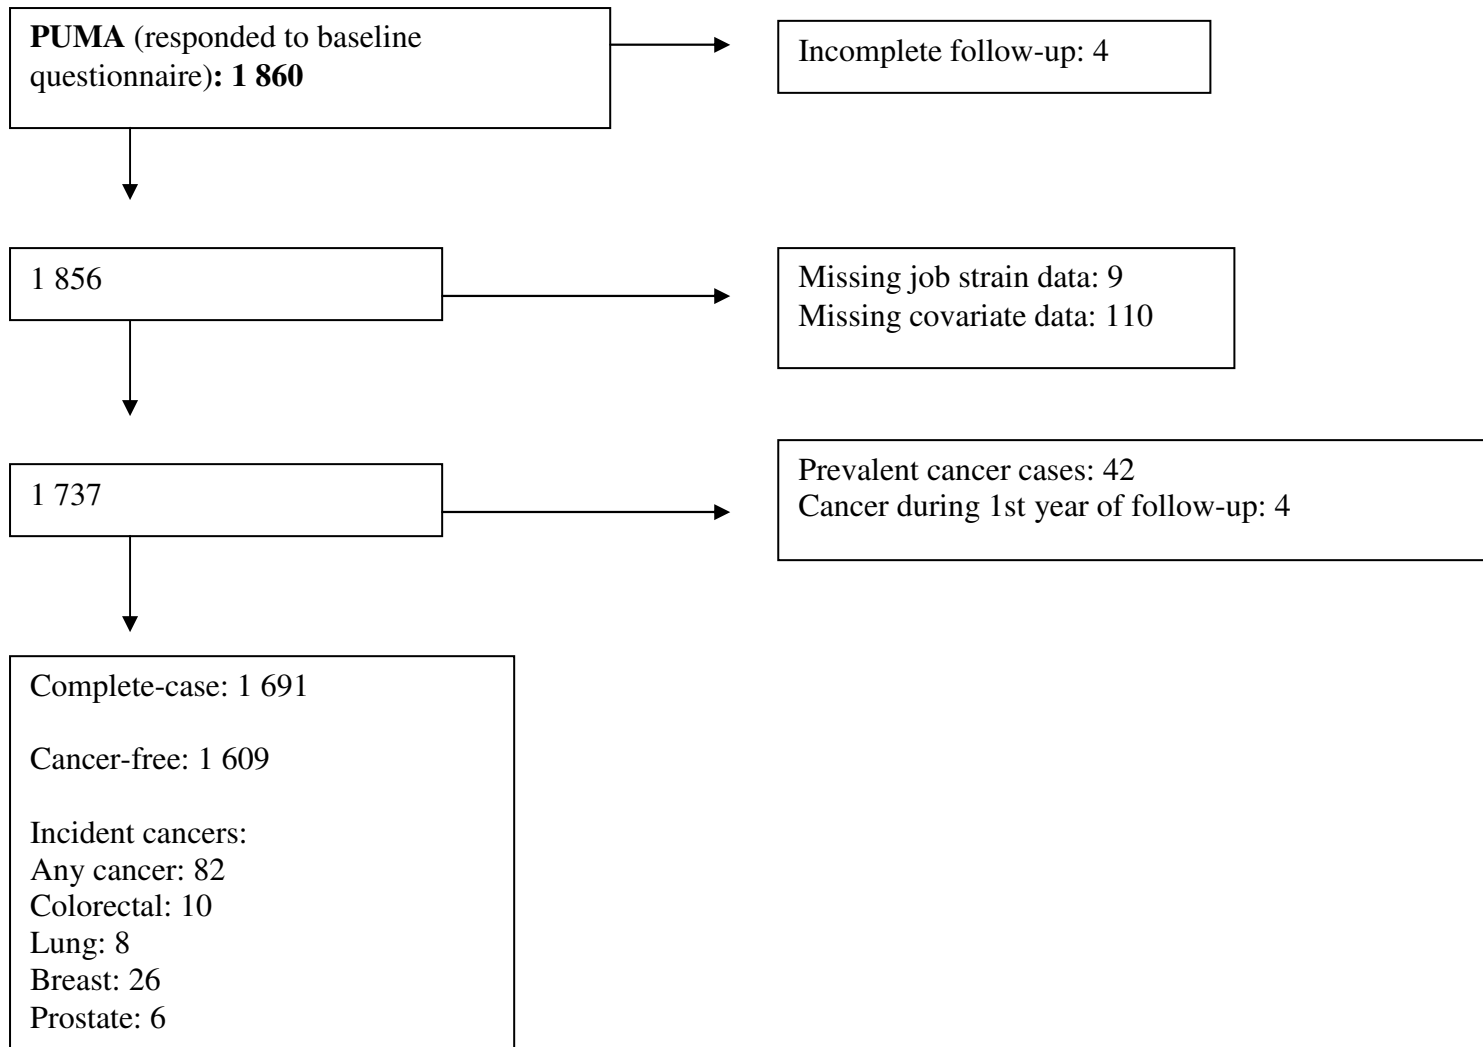 PUMA (responded to baseline
questionnaire): 1 860
Incomplete follow-up: 4
1 856
Missing job strain data: 9
Missing covariate data: 110
1 737
Prevalent cancer cases: 42
Cancer during 1st year of follow-up: 4
Complete-case: 1 691
Cancer-free: 1 609
Incident cancers:
Any cancer: 82
Colorectal: 10
Lung: 8
Breast: 26
Prostate: 6